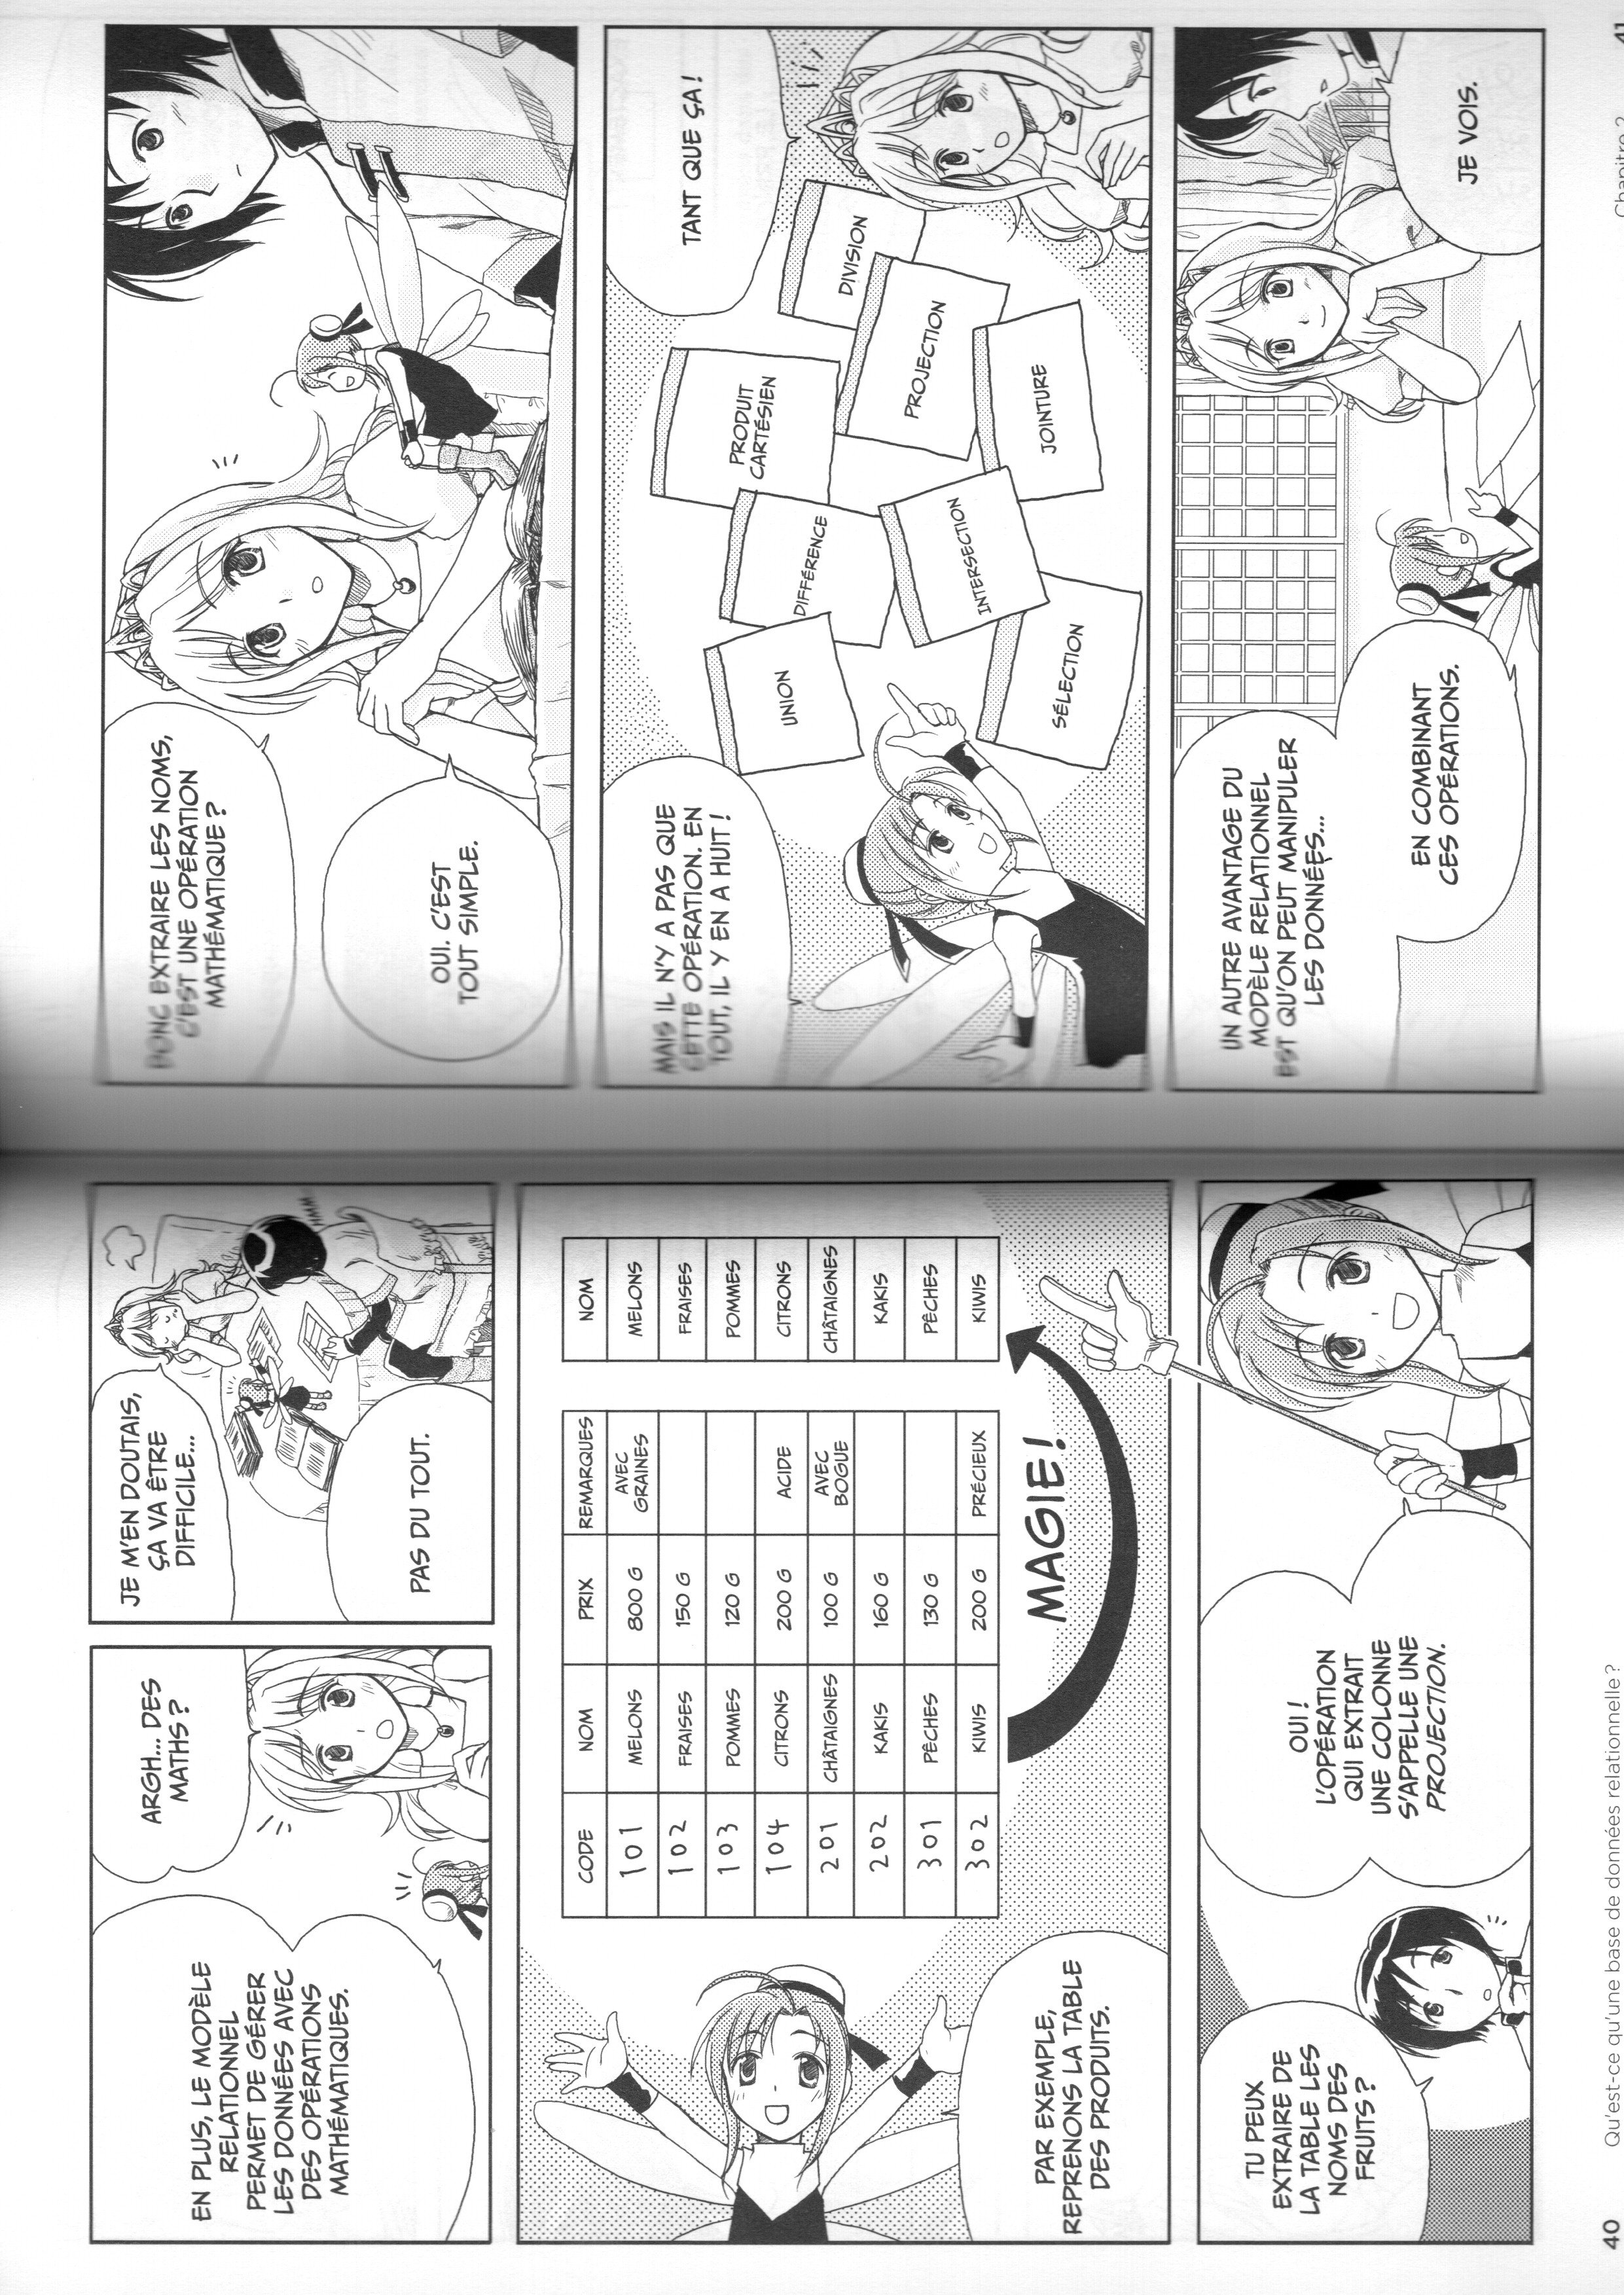 EN PLUS, LE MODÈLE
RELATIONNEL
PERMET DE GÉRER
LES DONNÉES AVEC
DES OPÉRATIONS
MATHÉMATIQUES.
ARGH... DES
MATHS ?
JE M'EN DOUTAIS,
ÇA VA ÊTRE
DIFFICILE...
HMM...
PAS DU TOUT.
CODE NOM PRIX REMARQUES NOM
101 MELONS 800 G AVEC GRAINES MELONS
102 FRAISES 150 G FRAISES
103 POMMES 120 G POMMES
104 CITRONS 200 G ACIDE CITRONS
201 CHÂTAIGNES 100 G AVEC BOGUE CHÂTAIGNES
202 KAKIS 160 G KAKIS
301 PÊCHES 130 G PÊCHES
302 KIWIS 200 G PRÉCIEUX KIWIS
MAGIE !
PAR EXEMPLE,
REPRENONS LA TABLE
DES PRODUITS.
TU PEUX
EXTRAIRE DE
LA TABLE LES
NOMS DES
FRUITS ?
OUI !
L'OPÉRATION
QUI EXTRAIT
UNE COLONNE
S'APPELLE UNE
PROJECTION.
40 Qu'est-ce qu'une base de données relationnelle ?
DONC EXTRAIRE LES NOMS,
C'EST UNE OPÉRATION
MATHÉMATIQUE ?
OUI. C'EST
TOUT SIMPLE.
MAIS IL N'Y A PAS QUE
CETTE OPÉRATION. EN
TOUT, IL Y EN A HUIT !
TANT QUE ÇA !
UNION
DIFFÉRENCE
PRODUIT
CARTÉSIEN
DIVISION
PROJECTION
INTERSECTION
SÉLECTION
JOINTURE
UN AUTRE AVANTAGE DU
MODÈLE RELATIONNEL
EST QU'ON PEUT MANIPULER
LES DONNÉES...
EN COMBINANT
CES OPÉRATIONS.
JE VOIS.
Chapitre 2 41